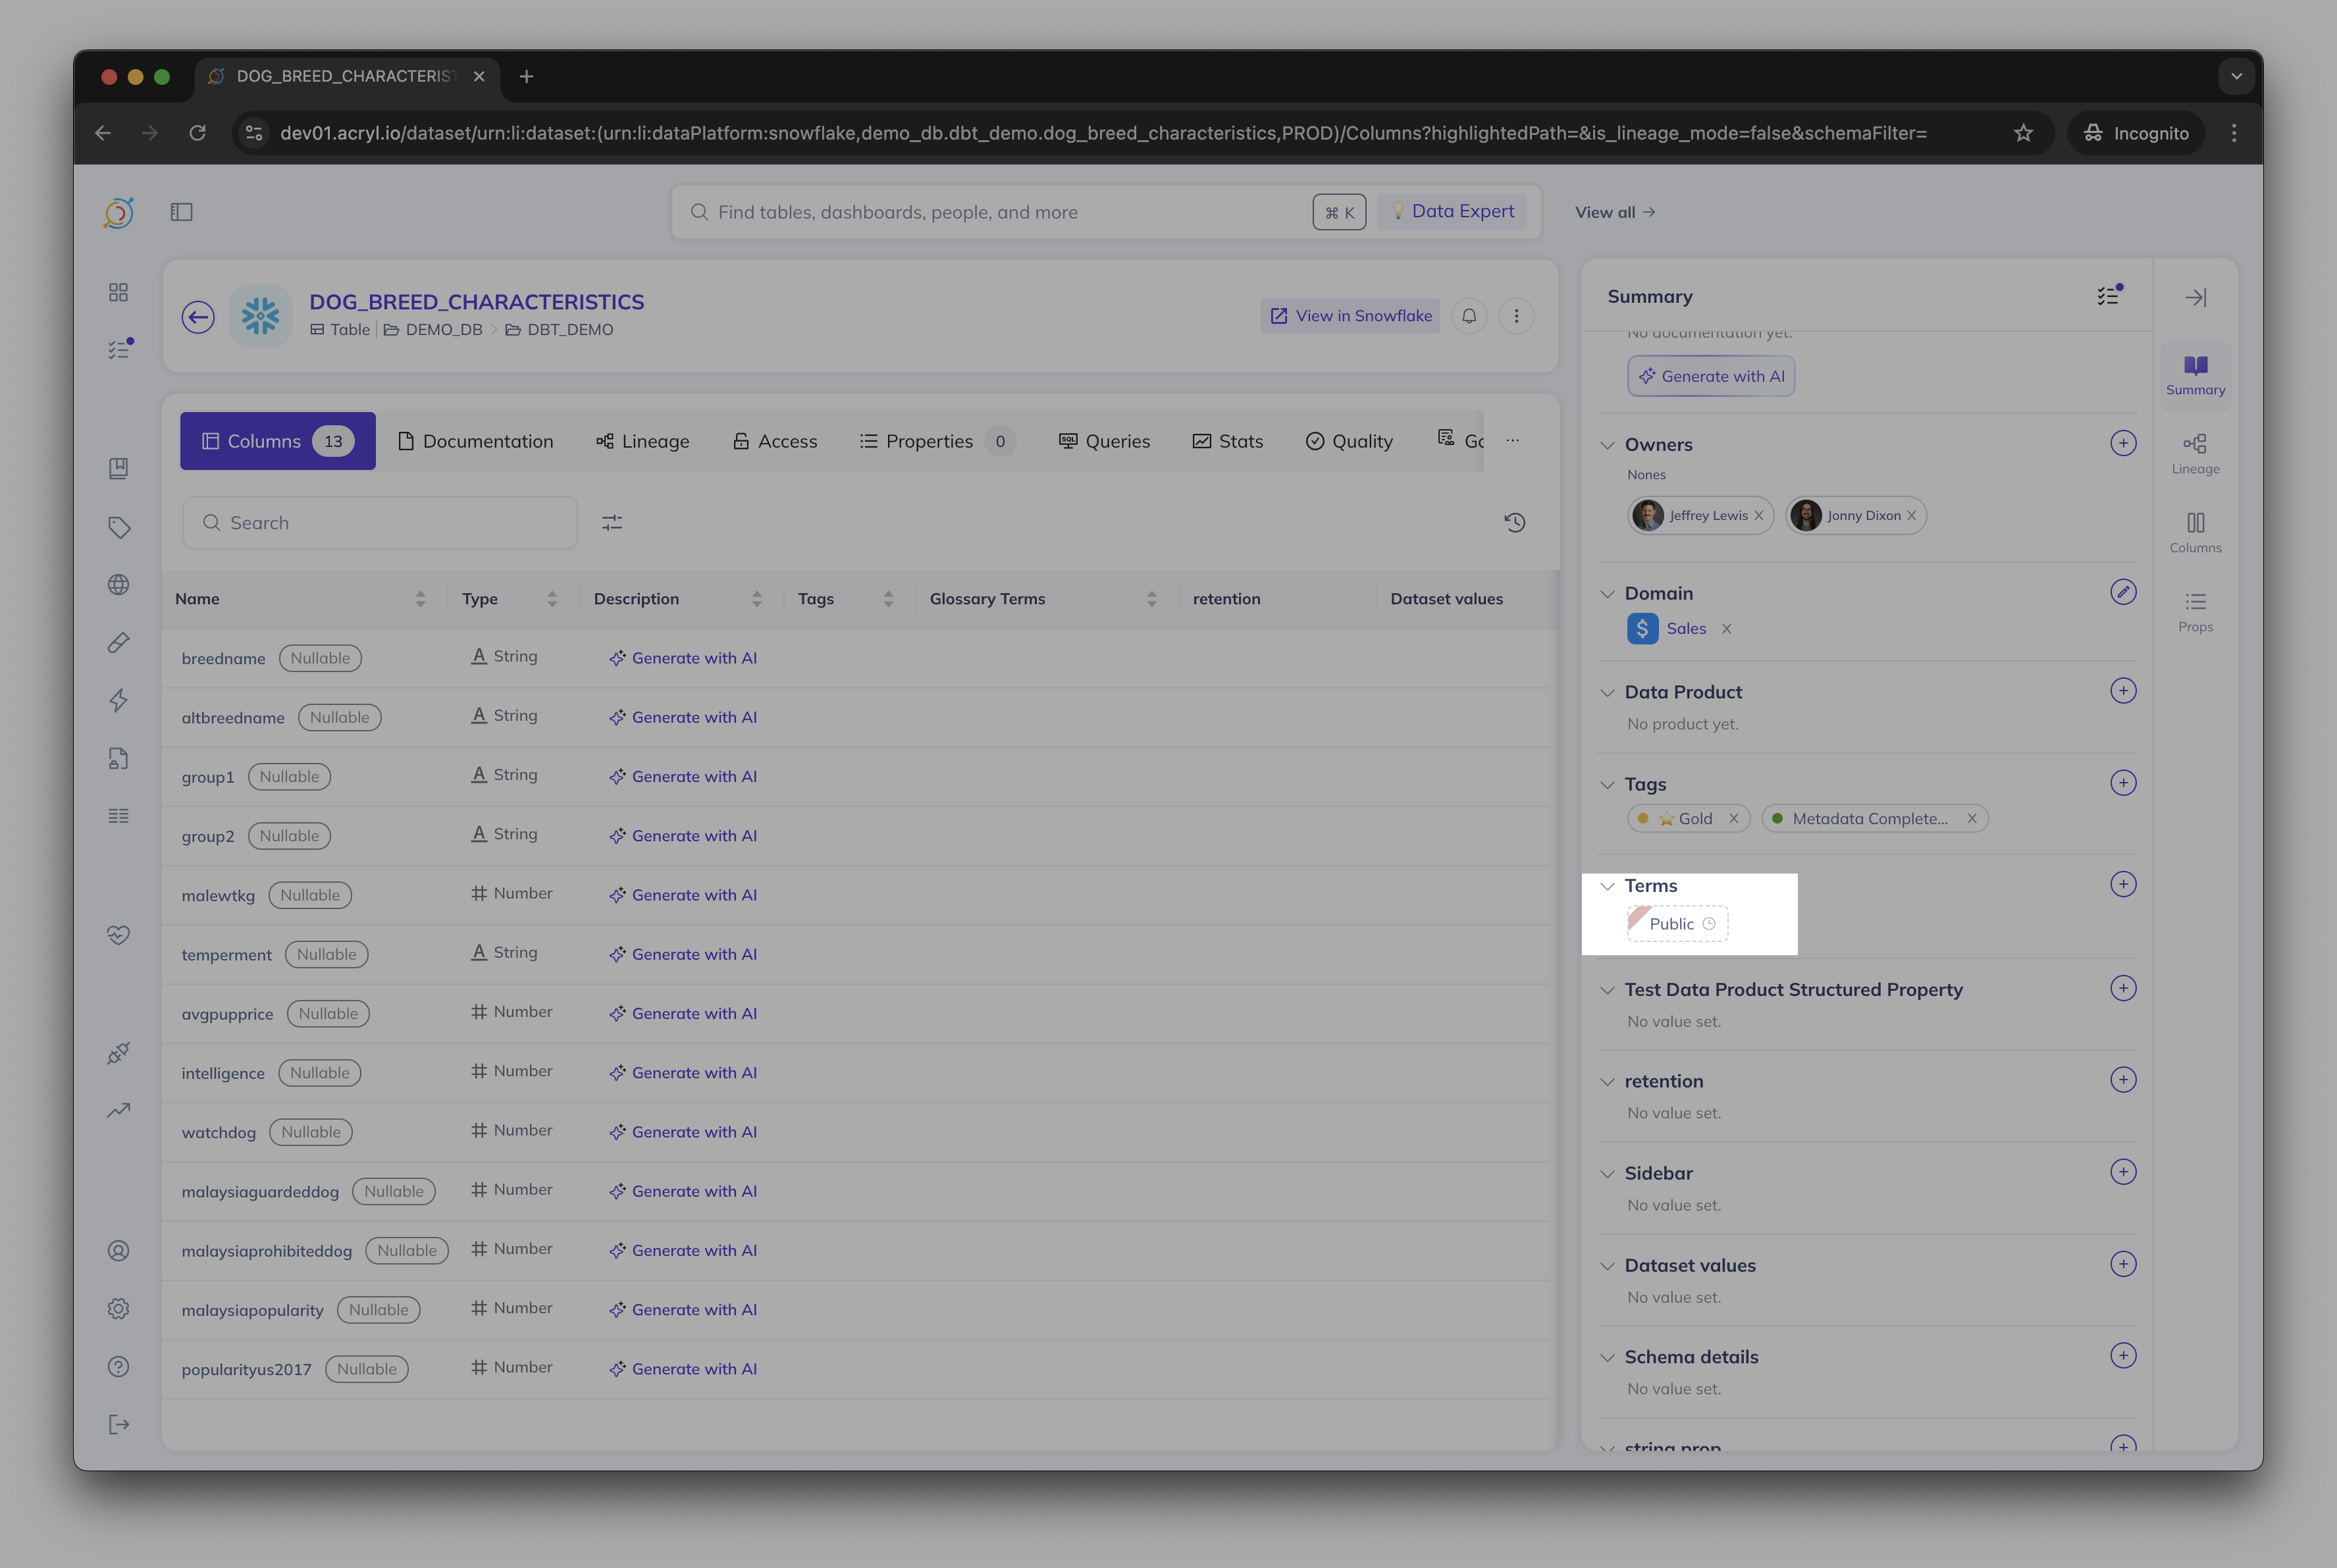 DOG_BREED_CHARACTERIST
dev01.acryl.io/dataset/urn:li:dataset:(urn:li:dataPlatform:snowflake,demo_db.dbt_demo.dog_breed_characteristics,PROD)/Columns?highlightedPath=&is_lineage_mode=false&schemaFilter=
Incognito
Find tables, dashboards, people, and more
⌘ K
Data Expert
View all →
DOG_BREED_CHARACTERISTICS
Table | DEMO_DB > DBT_DEMO
View in Snowflake
Columns 13
Documentation
Lineage
Access
Properties 0
Queries
Stats
Quality
Go
...
Search
Name Type Description Tags Glossary Terms retention Dataset values
breedname Nullable String Generate with AI
altbreedname Nullable String Generate with AI
group1 Nullable String Generate with AI
group2 Nullable String Generate with AI
malewtkg Nullable Number Generate with AI
temperment Nullable String Generate with AI
avgpupprice Nullable Number Generate with AI
intelligence Nullable Number Generate with AI
watchdog Nullable Number Generate with AI
malaysiaguardeddog Nullable Number Generate with AI
malaysiaprohibiteddog Nullable Number Generate with AI
malaysiapopularity Nullable Number Generate with AI
popularityus2017 Nullable Number Generate with AI
Summary
No documentation yet.
Generate with AI
Owners
Nones
Jeffrey Lewis Jonny Dixon
Domain
$ Sales
Data Product
No product yet.
Tags
Gold Metadata Complete...
Terms
Public
Test Data Product Structured Property
No value set.
retention
No value set.
Sidebar
No value set.
Dataset values
No value set.
Schema details
No value set.
string prop
Summary
Lineage
Columns
Props